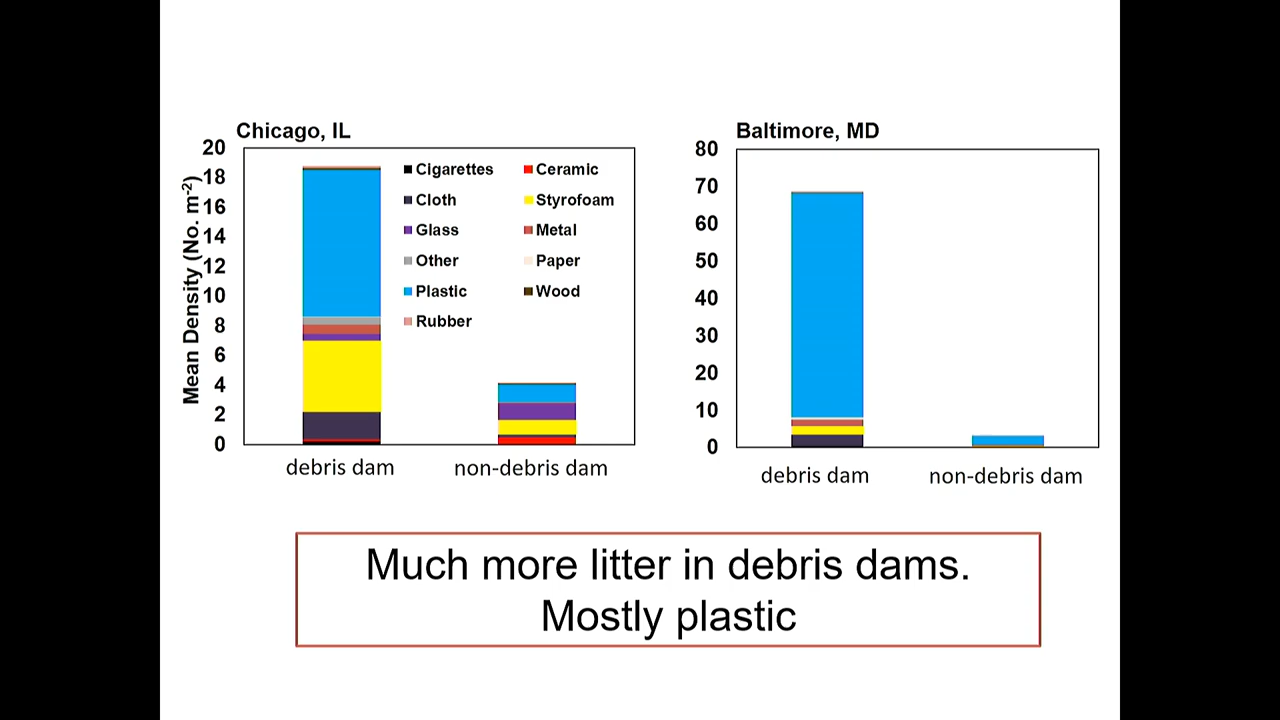 Chicago, IL
Mean Density (No. m-2)
20
18
16
14
12
10
8
6
4
2
0
Cigarettes
Ceramic
Cloth
Styrofoam
Glass
Metal
Other
Paper
Plastic
Wood
Rubber
debris dam
non-debris dam
Baltimore, MD
80
70
60
50
40
30
20
10
0
debris dam
non-debris dam
Much more litter in debris dams.
Mostly plastic